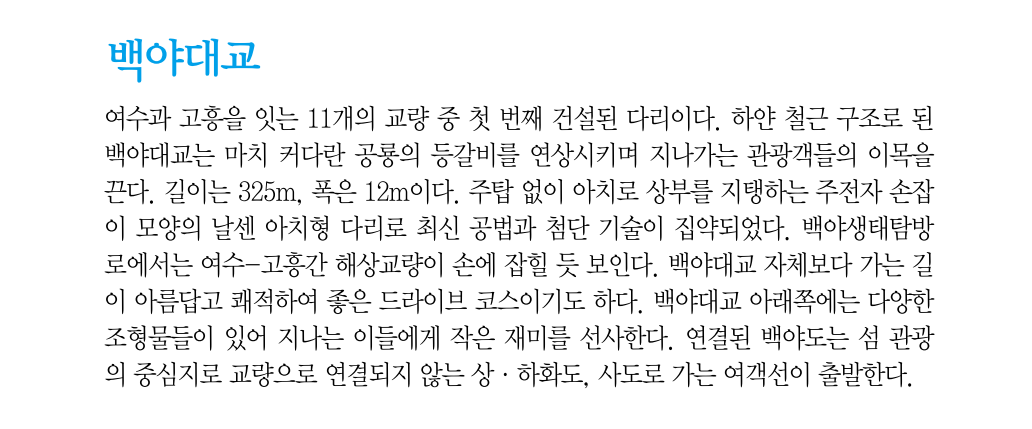 백야대교
여수과 고흥을 잇는 11개의 교량 중 첫 번째 건설된 다리이다. 하얀 철근 구조로 된
백야대교는 마치 커다란 공룡의 등갈비를 연상시키며 지나가는 관광객들의 이목을
끈다. 길이는 325m, 폭은 12m이다. 주탑 없이 아치로 상부를 지탱하는 주전자 손잡
이 모양의 날센 아치형 다리로 최신 공법과 첨단 기술이 집약되었다. 백야생태탐방
로에서는 여수-고흥간 해상교량이 손에 잡힐 듯 보인다. 백야대교 자체보다 가는 길
이 아름답고 쾌적하여 좋은 드라이브 코스이기도 하다. 백야대교 아래쪽에는 다양한
조형물들이 있어 지나는 이들에게 작은 재미를 선사한다. 연결된 백야도는 섬 관광
의 중심지로 교량으로 연결되지 않는 상·하화도, 사도로 가는 여객선이 출발한다.